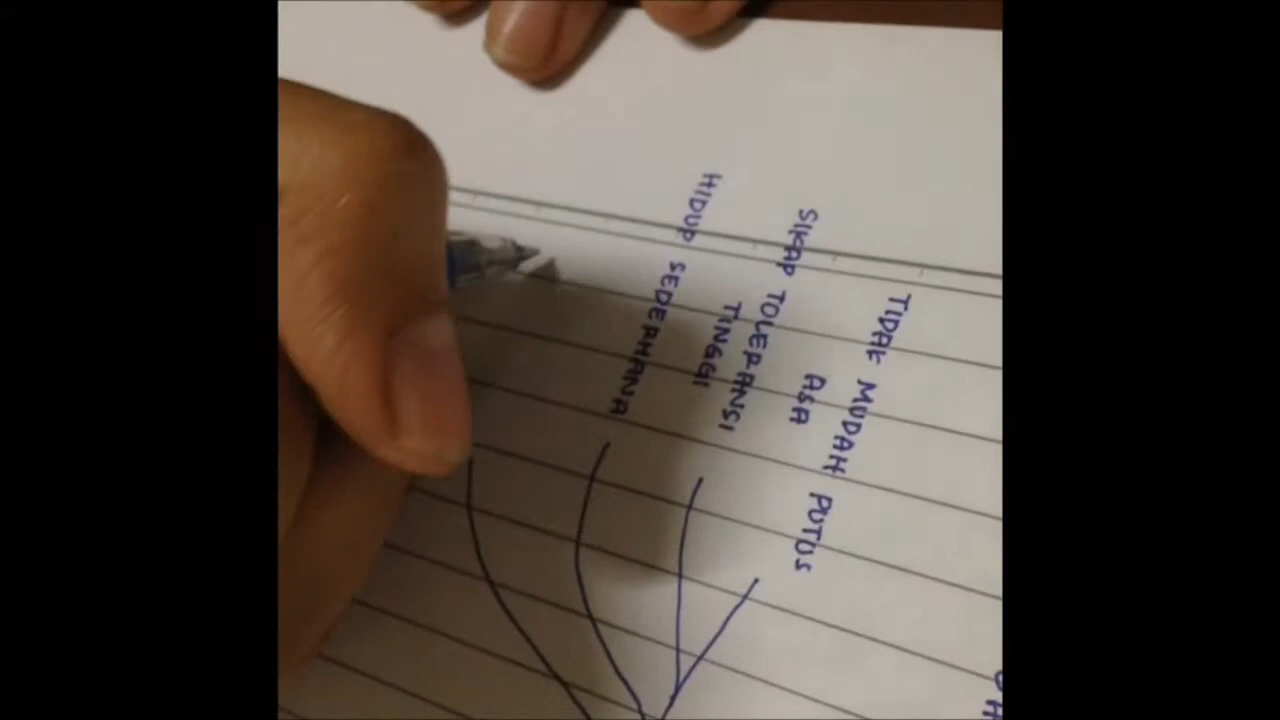 TIDAK MUDAH PUTUS
ASA
SIKAP TOLERANSI
TINGGI
HIDUP SEDERHANA